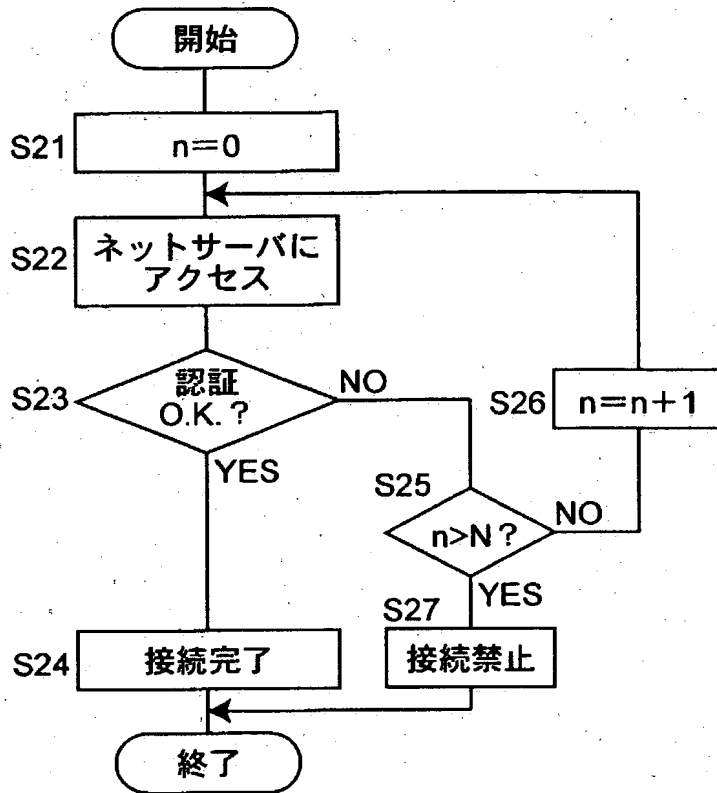 開始
S21
n＝0
S22
ネットサーバに
アクセス
S23
認証
O.K.？
NO
YES
S26
n＝n＋1
S25
n>N？
NO
YES
S27
接続禁止
S24
接続完了
終了